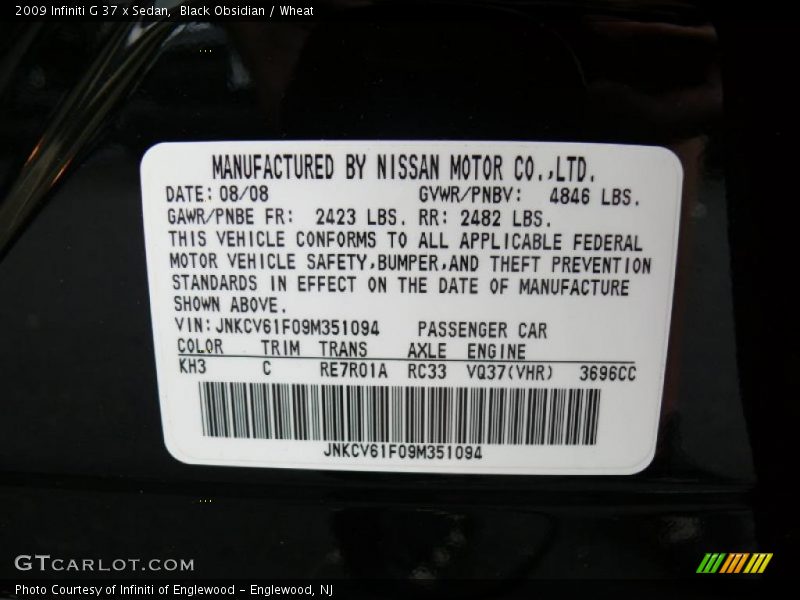 2009 Infiniti G 37 x Sedan,  Black Obsidian / Wheat
MANUFACTURED BY NISSAN MOTOR CO.,LTD.
DATE: 08/08 GVWR/PNBV: 4846 LBS.
GAWR/PNBE FR: 2423 LBS. RR: 2482 LBS.
THIS VEHICLE CONFORMS TO ALL APPLICABLE FEDERAL
MOTOR VEHICLE SAFETY,BUMPER,AND THEFT PREVENTION
STANDARDS IN EFFECT ON THE DATE OF MANUFACTURE
SHOWN ABOVE.
VIN: JNKCV61F09M351094 PASSENGER CAR
COLOR TRIM TRANS AXLE ENGINE
KH3 C RE7R01A RC33 VQ37(VHR) 3696CC
JNKCV61F09M351094
GTCARLOT.COM
Photo Courtesy of Infiniti of Englewood - Englewood, NJ